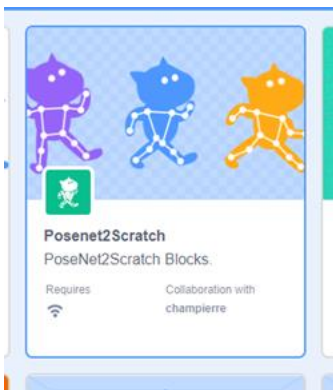 Posenet2Scratch
PoseNet2Scratch Blocks.
Requires
Collaboration with
champierre